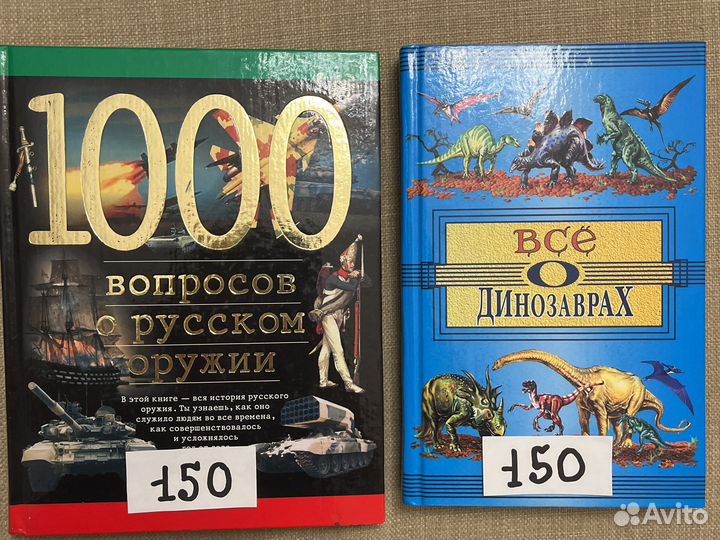 1000
вопросов
о русском
оружии
В этой книге — вся история русского
оружия. Ты узнаешь, как оно
служило людям во все времена,
как совершенствовалось
и усложнялось
150
ВСЁ
О
ДИНОЗАВРАХ
150
Avito